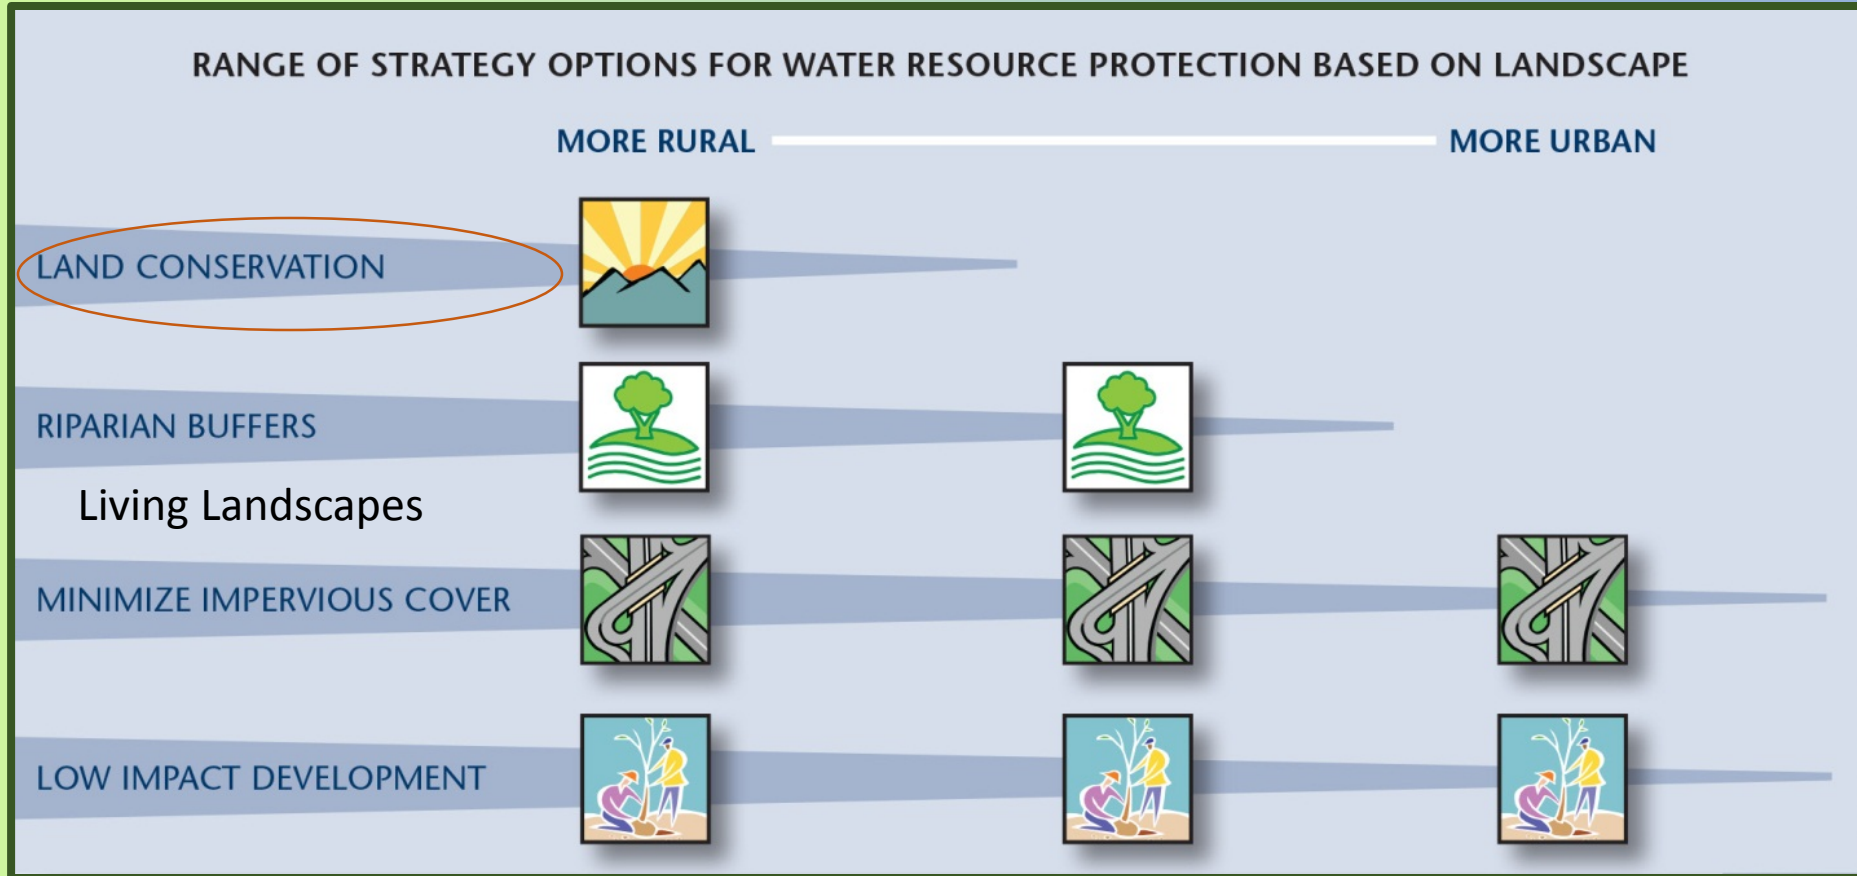 RANGE OF STRATEGY OPTIONS FOR WATER RESOURCE PROTECTION BASED ON LANDSCAPE
MORE RURAL MORE URBAN
LAND CONSERVATION
RIPARIAN BUFFERS
Living Landscapes
MINIMIZE IMPERVIOUS COVER
LOW IMPACT DEVELOPMENT